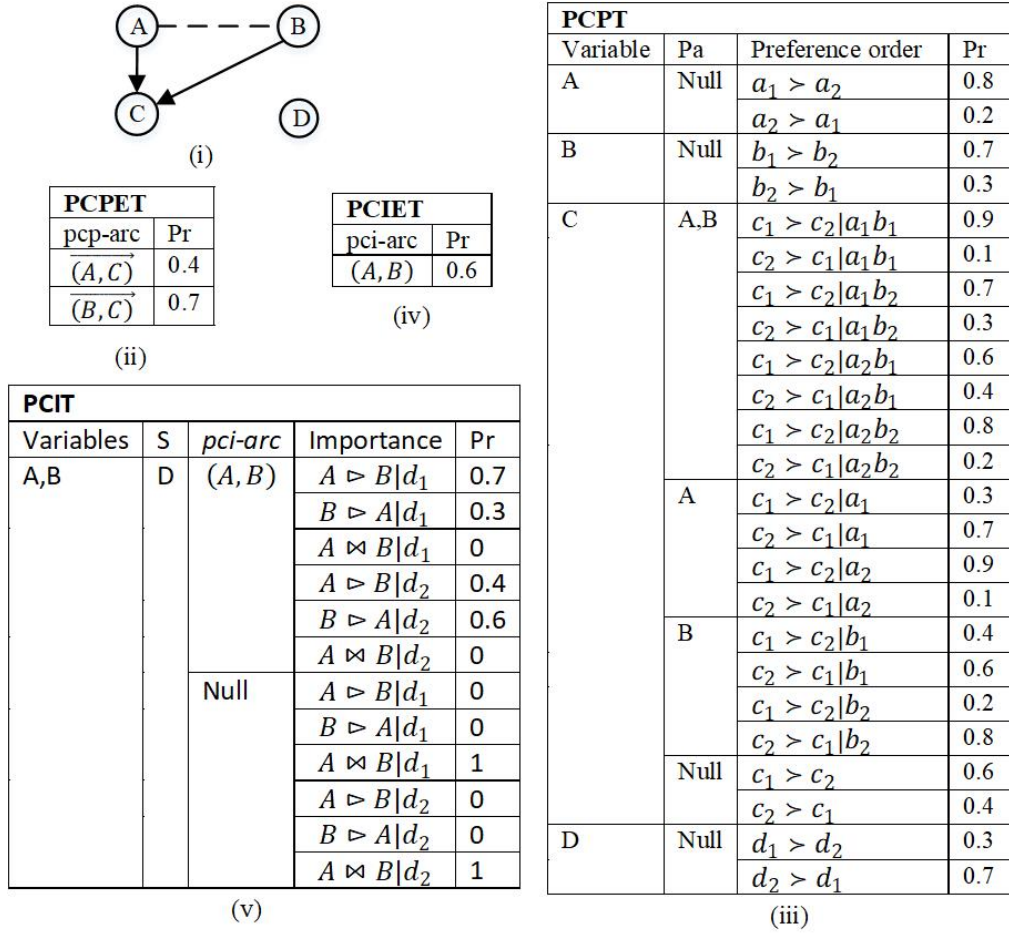 A
B
C
D
(i)
PCPET
pcp-arc Pr
(A, C) 0.4
(B, C) 0.7
(ii)
PCIET
pci-arc Pr
(A, B) 0.6
(iv)
PCIT
Variables S pci-arc Importance Pr
A,B D (A, B) A ⊳ B|d₁ 0.7
B ⊳ A|d₁ 0.3
A ⋈ B|d₁ 0
A ⊳ B|d₂ 0.4
B ⊳ A|d₂ 0.6
A ⋈ B|d₂ 0
Null A ⊳ B|d₁ 0
B ⊳ A|d₁ 0
A ⋈ B|d₁ 1
A ⊳ B|d₂ 0
B ⊳ A|d₂ 0
A ⋈ B|d₂ 1
(v)
PCPT
Variable Pa Preference order Pr
A Null a₁ ≻ a₂ 0.8
a₂ ≻ a₁ 0.2
B Null b₁ ≻ b₂ 0.7
b₂ ≻ b₁ 0.3
C A,B c₁ ≻ c₂|a₁b₁ 0.9
c₂ ≻ c₁|a₁b₁ 0.1
c₁ ≻ c₂|a₁b₂ 0.7
c₂ ≻ c₁|a₁b₂ 0.3
c₁ ≻ c₂|a₂b₁ 0.6
c₂ ≻ c₁|a₂b₁ 0.4
c₁ ≻ c₂|a₂b₂ 0.8
c₂ ≻ c₁|a₂b₂ 0.2
A c₁ ≻ c₂|a₁ 0.3
c₂ ≻ c₁|a₁ 0.7
c₁ ≻ c₂|a₂ 0.9
c₂ ≻ c₁|a₂ 0.1
B c₁ ≻ c₂|b₁ 0.4
c₂ ≻ c₁|b₁ 0.6
c₁ ≻ c₂|b₂ 0.2
c₂ ≻ c₁|b₂ 0.8
Null c₁ ≻ c₂ 0.6
c₂ ≻ c₁ 0.4
D Null d₁ ≻ d₂ 0.3
d₂ ≻ d₁ 0.7
(iii)